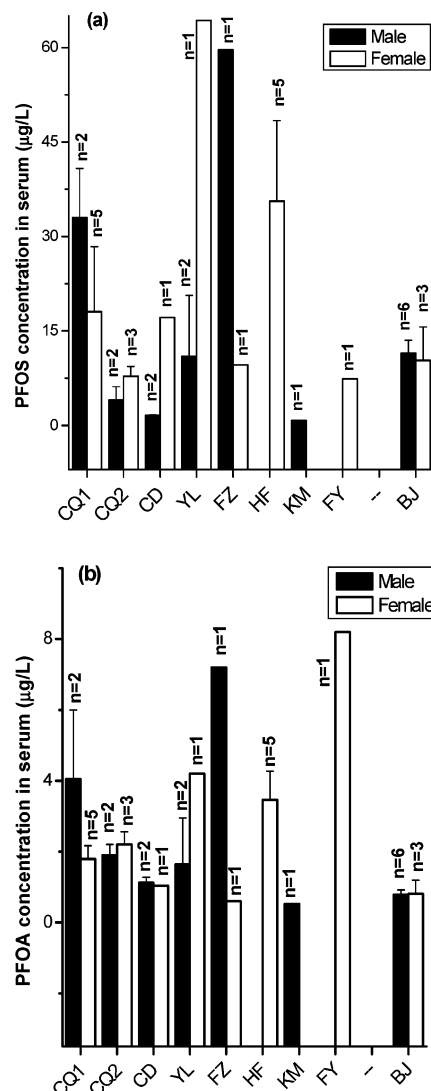 (a)
Male
Female
PFOS concentration in serum (µg/L)
60
45
30
15
0
n=2
n=5
n=2
n=3
n=2
n=1
n=2
n=1
n=1
n=1
n=5
n=1
n=1
n=6
n=3
CQ1
CQ2
CD
YL
FZ
HF
KM
FY
--
BJ
(b)
Male
Female
PFOA concentration in serum (µg/L)
8
4
0
n=2
n=5
n=2
n=3
n=2
n=1
n=2
n=1
n=1
n=1
n=5
n=1
n=1
n=6
n=3
CQ1
CQ2
CD
YL
FZ
HF
KM
FY
--
BJ